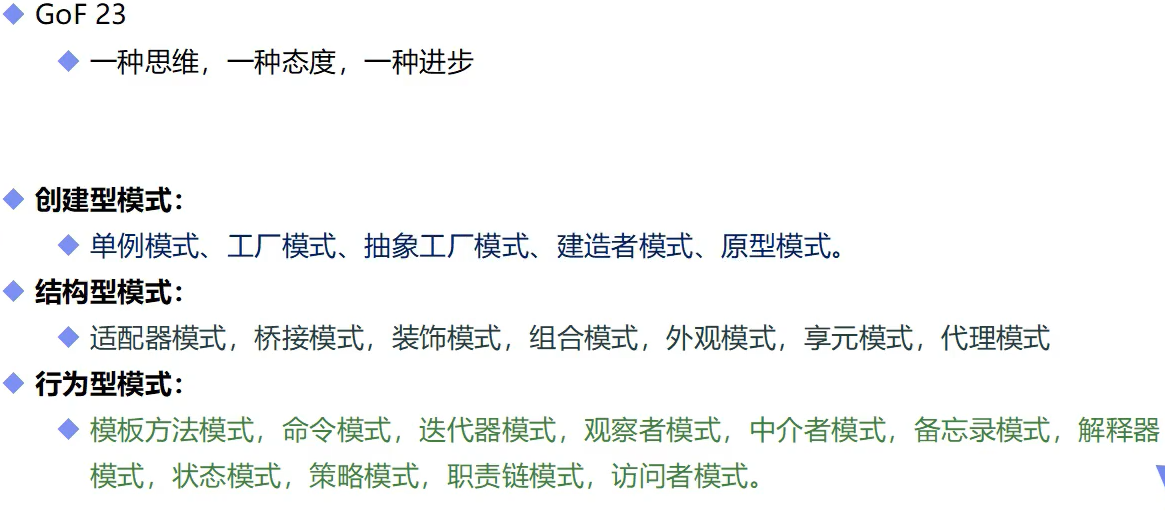 GoF 23
一种思维，一种态度，一种进步
创建型模式：
单例模式、工厂模式、抽象工厂模式、建造者模式、原型模式。
结构型模式：
适配器模式，桥接模式，装饰模式，组合模式，外观模式，享元模式，代理模式
行为型模式：
模板方法模式，命令模式，迭代器模式，观察者模式，中介者模式，备忘录模式，解释器
模式，状态模式，策略模式，职责链模式，访问者模式。